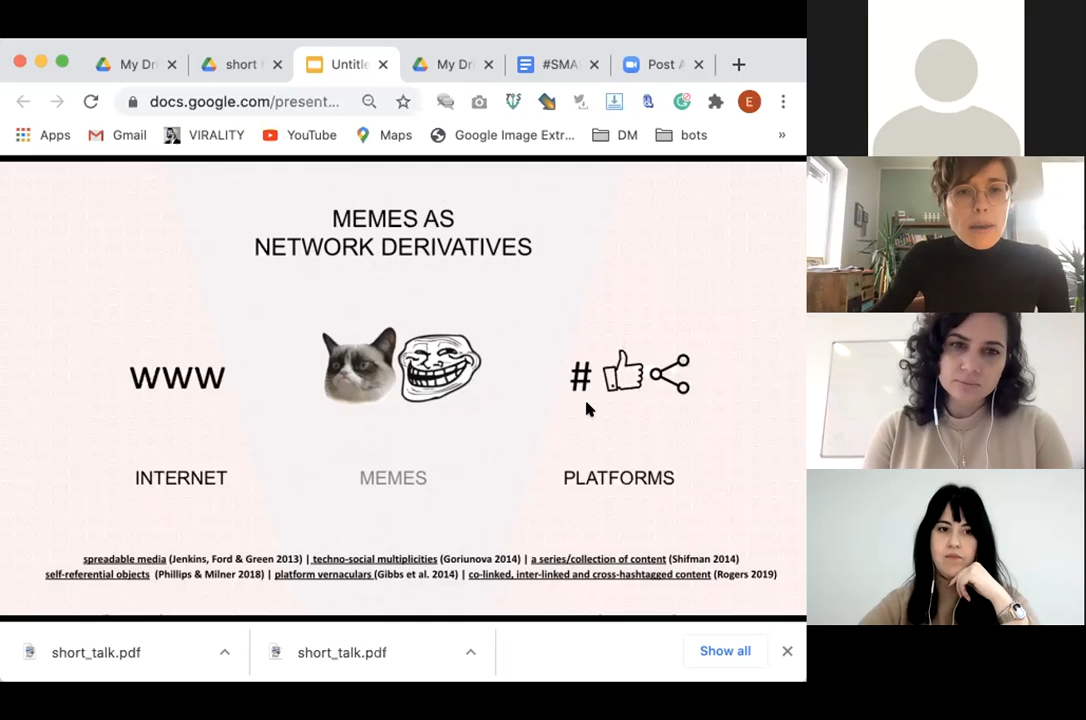 My Dr
short t
Untitle
My Dr
#SMA
Post A
docs.google.com/present...
E
Apps
Gmail
VIRALITY
YouTube
Maps
Google Image Extr...
DM
bots
»
MEMES AS
NETWORK DERIVATIVES
WWW
#
INTERNET
MEMES
PLATFORMS
spreadable media (Jenkins, Ford & Green 2013) | techno-social multiplicities (Goriunova 2014) | a series/collection of content (Shifman 2014)
self-referential objects (Phillips & Milner 2018) | platform vernaculars (Gibbs et al. 2014) | co-linked, inter-linked and cross-hashtagged content (Rogers 2019)
short_talk.pdf
short_talk.pdf
Show all